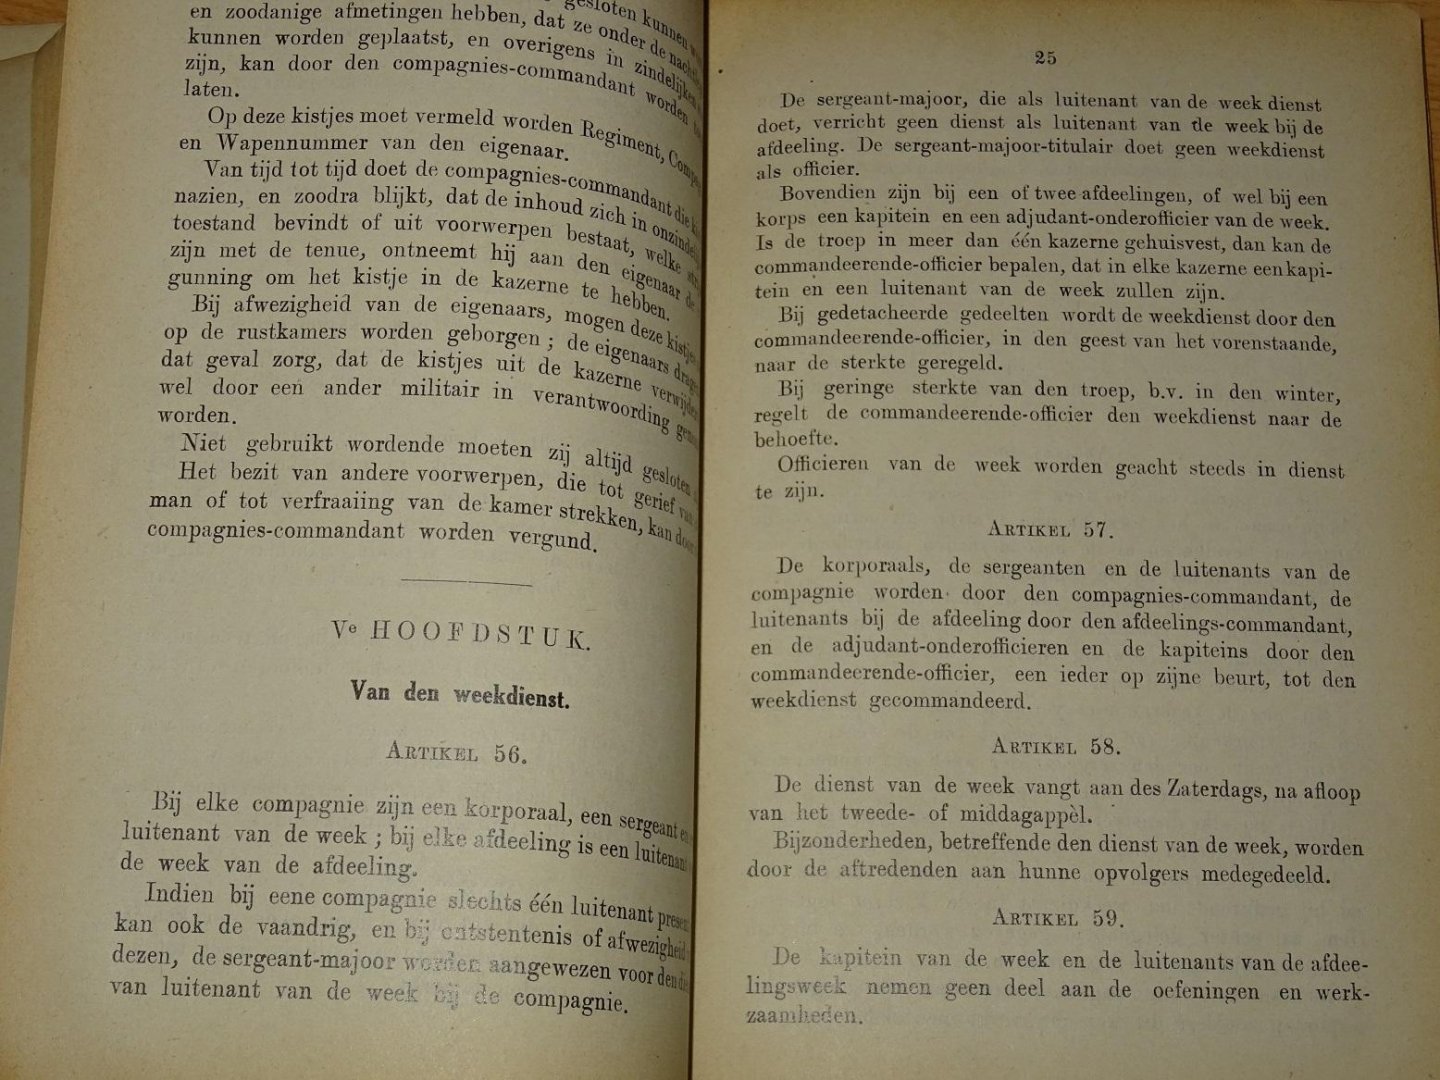 gesloten kunnen
en zoodanige afmetingen hebben, dat ze onder de
kunnen worden geplaatst, en overigens in zindelijken
zijn, kan door den compagnies-commandant worden
laten.
Op deze kistjes moet vermeld worden Regiment,
en Wapennummer van den eigenaar.
Van tijd tot tijd doet de compagnies-commandant die
nazien, en zoodra blijkt, dat de inhoud zich in
toestand bevindt of uit voorwerpen bestaat, welke
zijn met de tenue, ontneemt hij aan den eigenaar de
gunning om het kistje in de kazerne te hebben.
Bij afwezigheid van de eigenaars, mogen deze
op de rustkamers worden geborgen; de eigenaars
dat geval zorg, dat de kistjes uit de kazerne
wel door een ander militair in verantwoording
worden.
Niet gebruikt wordende moeten zij altijd gesloten
Het bezit van andere voorwerpen, die tot gerief
man of tot verfraaiing van de kamer strekken, kan
compagnies-commandant worden vergund.
Ve HOOFDSTUK.
Van den weekdienst.
ARTIKEL 56.
Bij elke compagnie zijn een korporaal, een sergeant
luitenant van de week; bij elke afdeeling is een luitenant
de week van de afdeeling.
Indien bij eene compagnie slechts één luitenant
kan ook de vaandrig, en bij ontstentenis of afwezigheid
dezen, de sergeant-majoor worden aangewezen voor den
van luitenant van de week bij de compagnie.
25
De sergeant-majoor, die als luitenant van de week dienst
doet, verricht geen dienst als luitenant van de week bij de
afdeeling. De sergeant-majoor-titulair doet geen weekdienst
als officier.
Bovendien zijn bij een of twee afdeelingen, of wel bij een
korps een kapitein en een adjudant-onderofficier van de week.
Is de troep in meer dan één kazerne gehuisvest, dan kan de
commandeerende-officier bepalen, dat in elke kazerne een kapi-
tein en een luitenant van de week zullen zijn.
Bij gedetacheerde gedeelten wordt de weekdienst door den
commandeerende-officier, in den geest van het vorenstaande,
naar de sterkte geregeld.
Bij geringe sterkte van den troep, b.v. in den winter,
regelt de commandeerende-officier den weekdienst naar de
behoefte.
Officieren van de week worden geacht steeds in dienst
te zijn.
ARTIKEL 57.
De korporaals, de sergeanten en de luitenants van de
compagnie worden door den compagnies-commandant, de
luitenants bij de afdeeling door den afdeelings-commandant,
en de adjudant-onderofficieren en de kapiteins door den
commandeerende-officier, een ieder op zijne beurt, tot den
weekdienst gecommandeerd.
ARTIKEL 58.
De dienst van de week vangt aan des Zaterdags, na afloop
van het tweede- of middagappèl.
Bijzonderheden, betreffende den dienst van de week, worden
door de aftredenden aan hunne opvolgers medegedeeld.
ARTIKEL 59.
De kapitein van de week en de luitenants van de afdee-
lingsweek nemen geen deel aan de oefeningen en werk-
zaamheden.